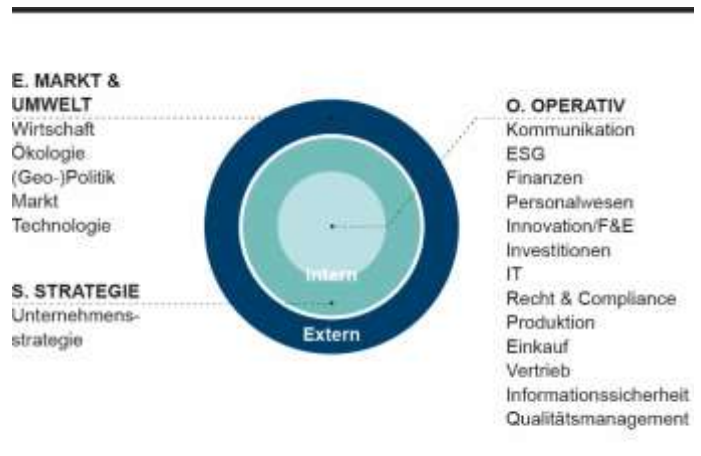 E. MARKT &
UMWELT
Wirtschaft
Ökologie
(Geo-)Politik
Markt
Technologie
S. STRATEGIE
Unternehmens-
strategie
Intern
Extern
O. OPERATIV
Kommunikation
ESG
Finanzen
Personalwesen
Innovation/F&E
Investitionen
IT
Recht & Compliance
Produktion
Einkauf
Vertrieb
Informationssicherheit
Qualitätsmanagement